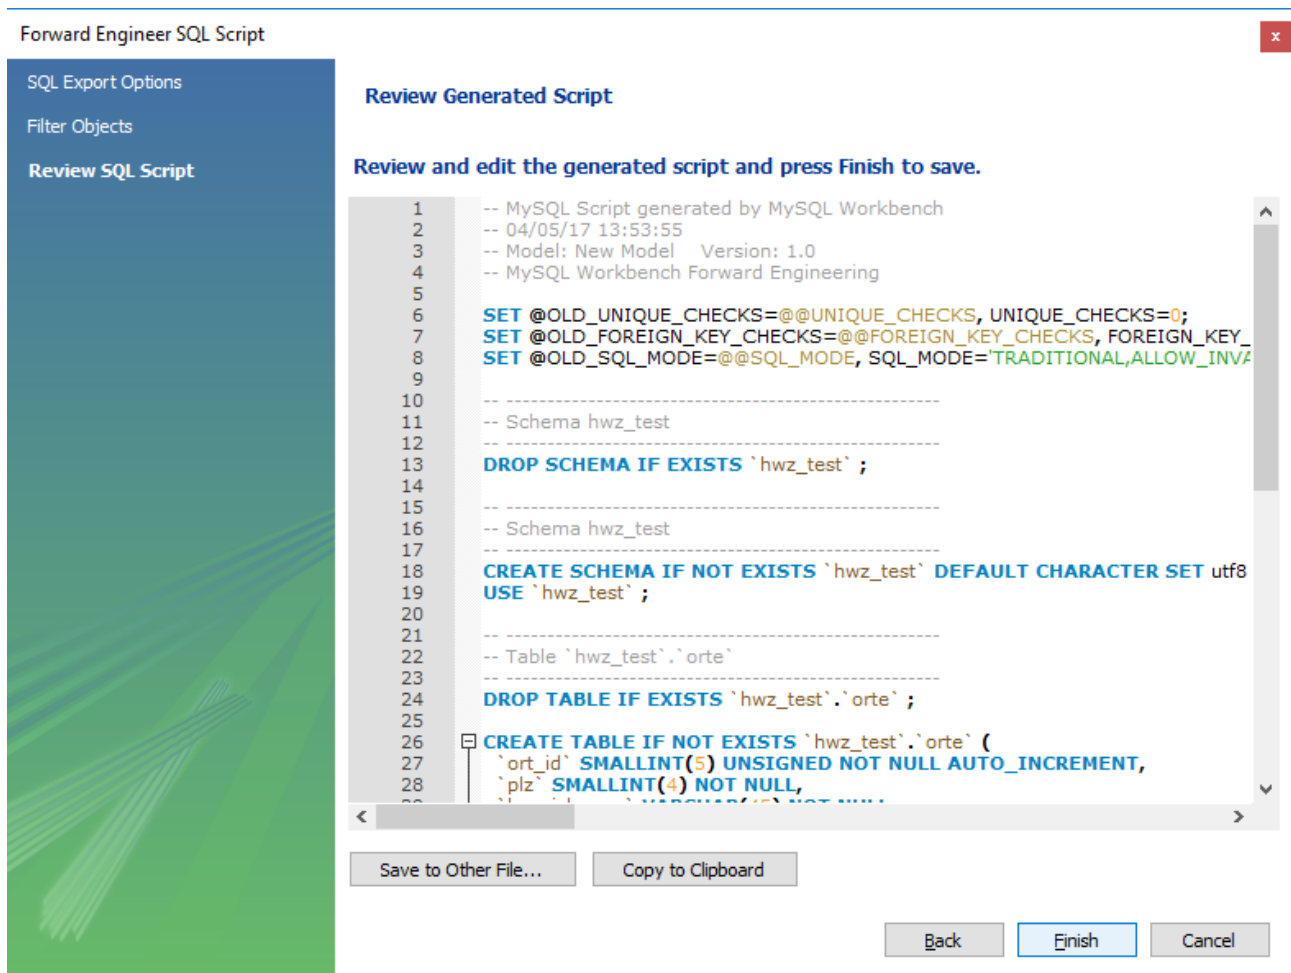 Forward Engineer SQL Script
x
SQL Export Options
Filter Objects
Review SQL Script
Review Generated Script
Review and edit the generated script and press Finish to save.
1 -- MySQL Script generated by MySQL Workbench
2 -- 04/05/17 13:53:55
3 -- Model: New Model    Version: 1.0
4 -- MySQL Workbench Forward Engineering
5
6 SET @OLD_UNIQUE_CHECKS=@@UNIQUE_CHECKS, UNIQUE_CHECKS=0;
7 SET @OLD_FOREIGN_KEY_CHECKS=@@FOREIGN_KEY_CHECKS, FOREIGN_KEY_
8 SET @OLD_SQL_MODE=@@SQL_MODE, SQL_MODE='TRADITIONAL,ALLOW_INVA
9
10 -- -----------------------------------------------------
11 -- Schema hwz_test
12 -- -----------------------------------------------------
13 DROP SCHEMA IF EXISTS `hwz_test` ;
14
15 -- -----------------------------------------------------
16 -- Schema hwz_test
17 -- -----------------------------------------------------
18 CREATE SCHEMA IF NOT EXISTS `hwz_test` DEFAULT CHARACTER SET utf8
19 USE `hwz_test` ;
20
21 -- -----------------------------------------------------
22 -- Table `hwz_test`.`orte`
23 -- -----------------------------------------------------
24 DROP TABLE IF EXISTS `hwz_test`.`orte` ;
25
26 CREATE TABLE IF NOT EXISTS `hwz_test`.`orte` (
27 `ort_id` SMALLINT(5) UNSIGNED NOT NULL AUTO_INCREMENT,
28 `plz` SMALLINT(4) NOT NULL,
Save to Other File...
Copy to Clipboard
Back
Finish
Cancel